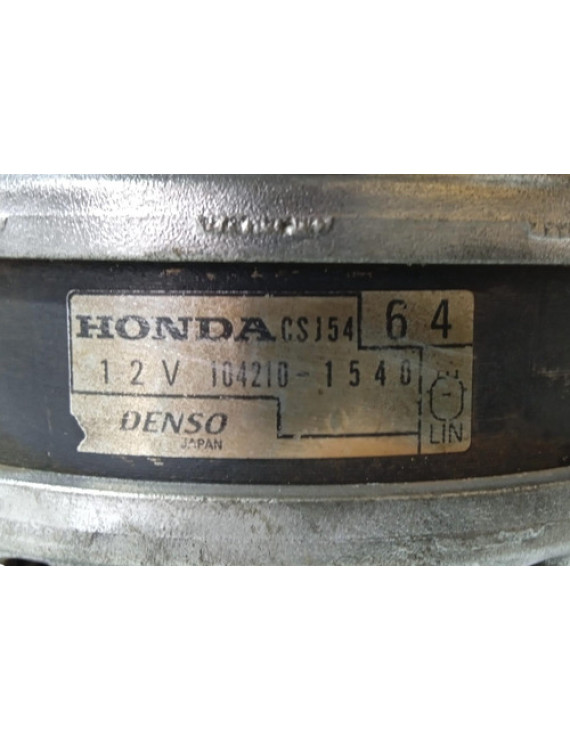 HONDA CSJ54 64
12V 104210-1540
DENSO
JAPAN
LIN